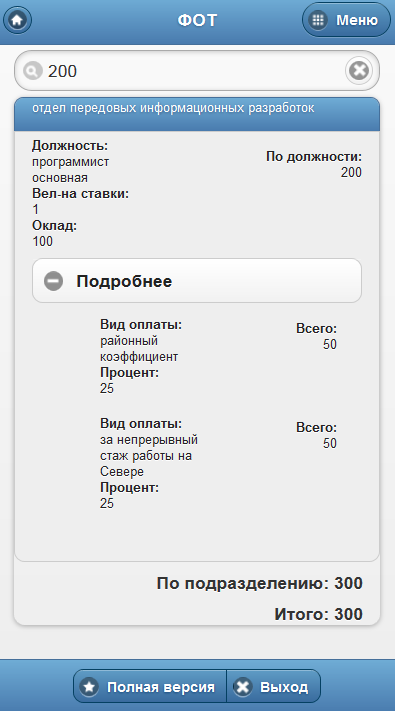 ФОТ
Меню
200
отдел передовых информационных разработок
Должность:
программист
основная
Вел-на ставки:
1
Оклад:
100
По должности:
200
Подробнее
Вид оплаты:
районный
коэффициент
Процент:
25
Всего:
50
Вид оплаты:
за непрерывный
стаж работы на
Севере
Процент:
25
Всего:
50
По подразделению: 300
Итого: 300
Полная версия
Выход